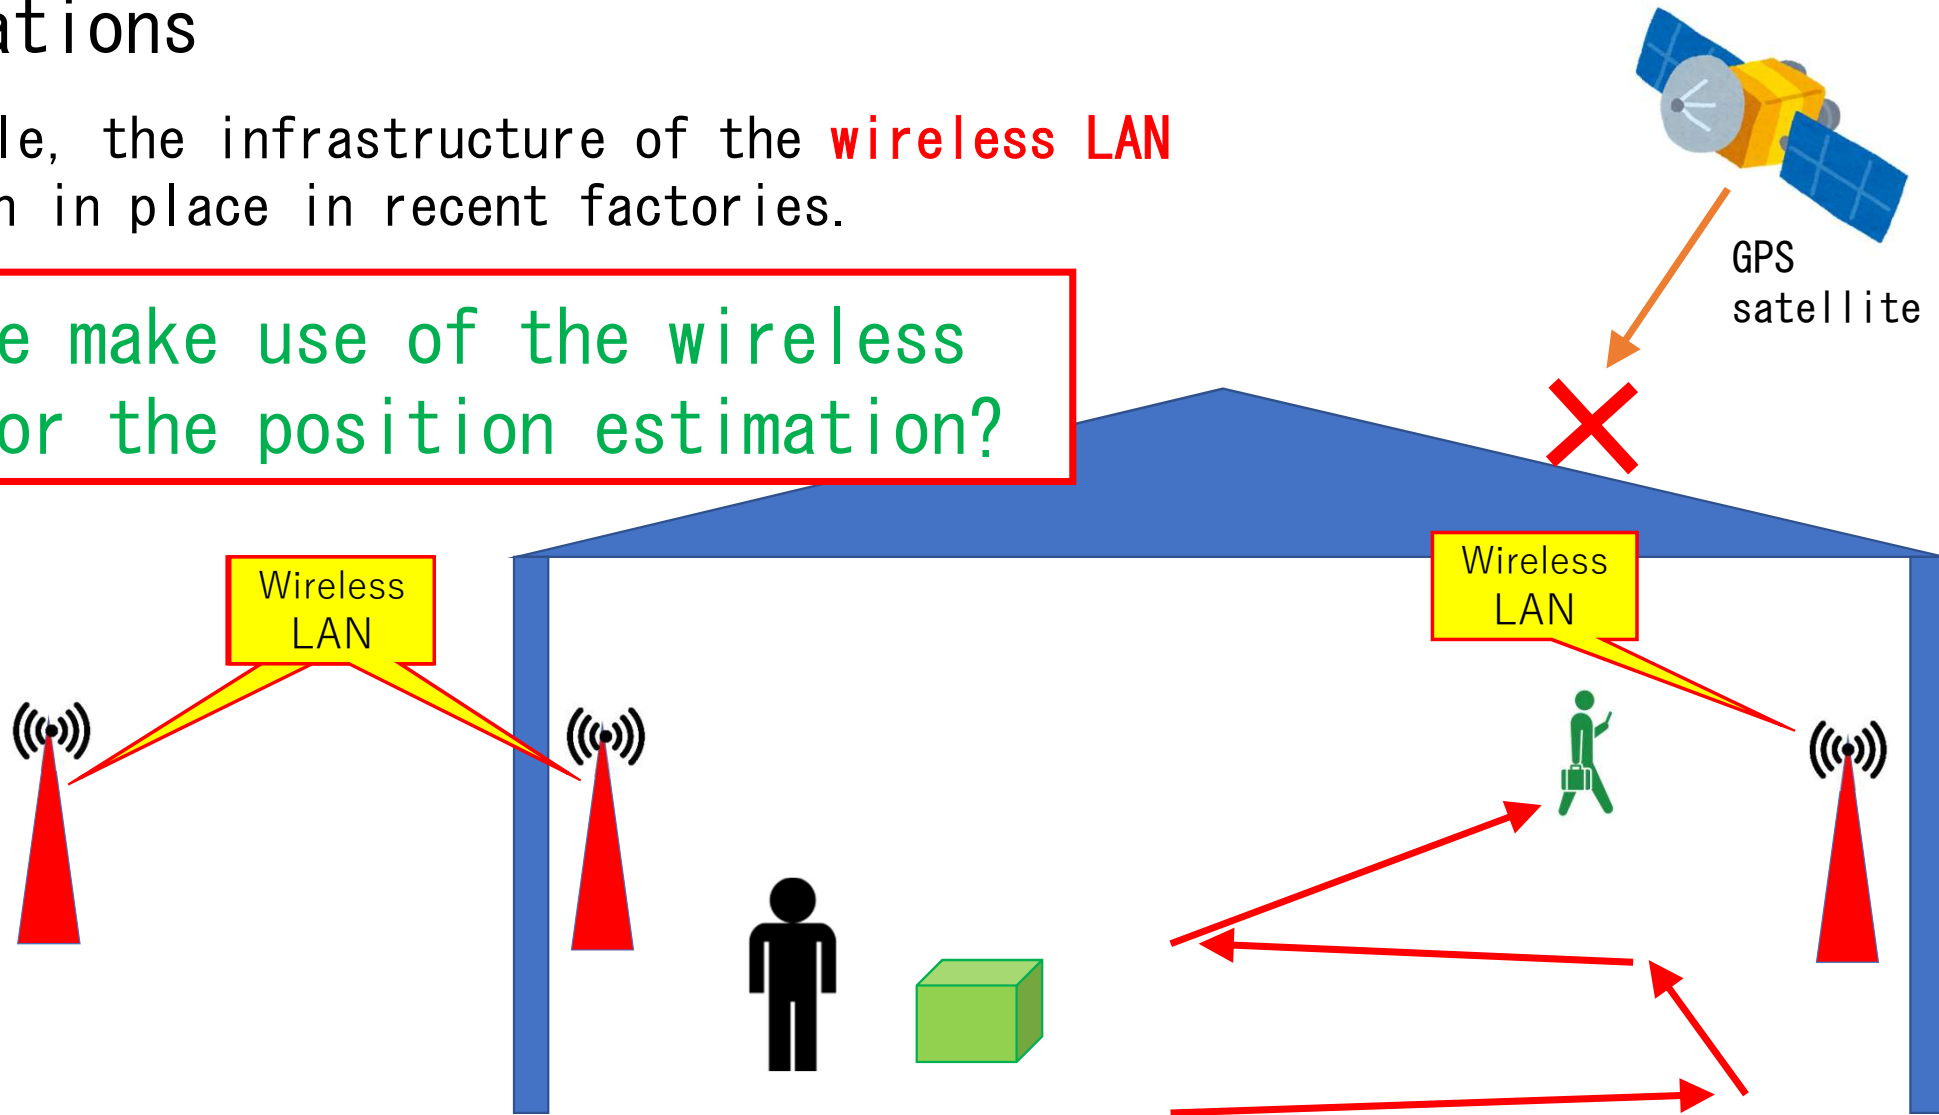 ations
le, the infrastructure of the wireless LAN
n in place in recent factories.
e make use of the wireless
or the position estimation?
GPS
satellite
Wireless
LAN
Wireless
LAN